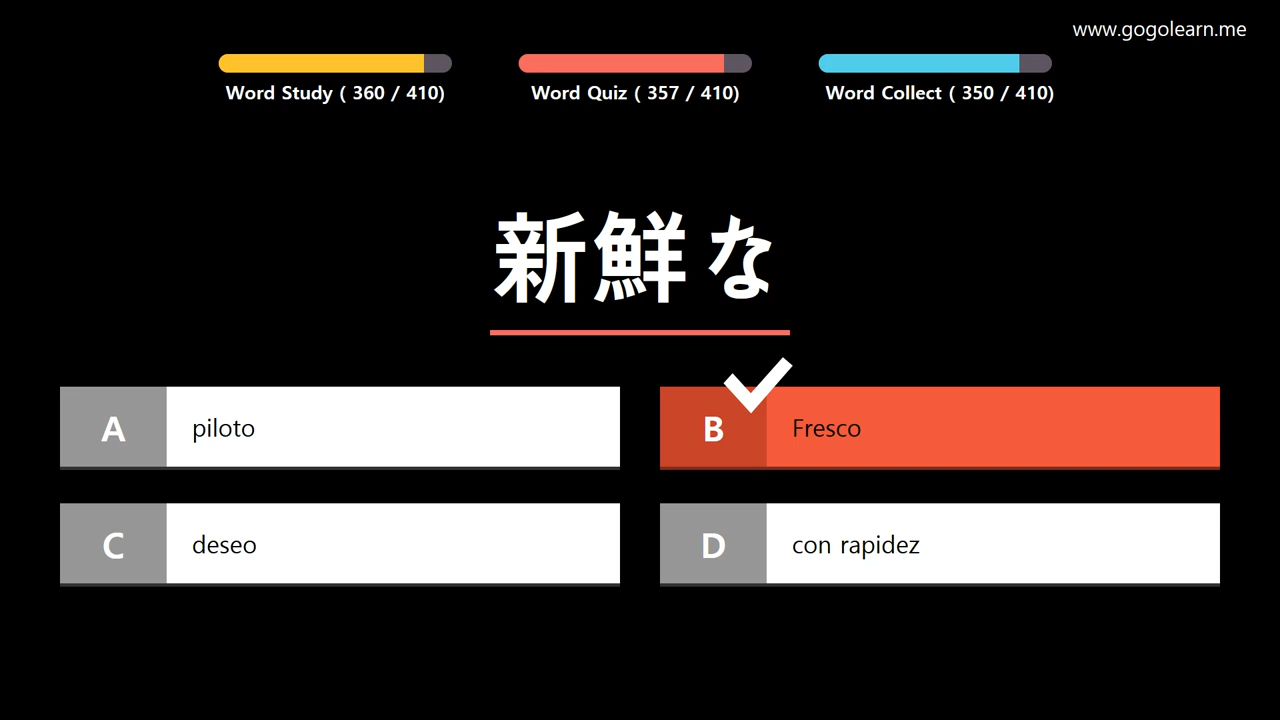 www.gogolearn.me
Word Study ( 360 / 410)
Word Quiz ( 357 / 410)
Word Collect ( 350 / 410)
新鮮な
A piloto
B Fresco
C deseo
D con rapidez